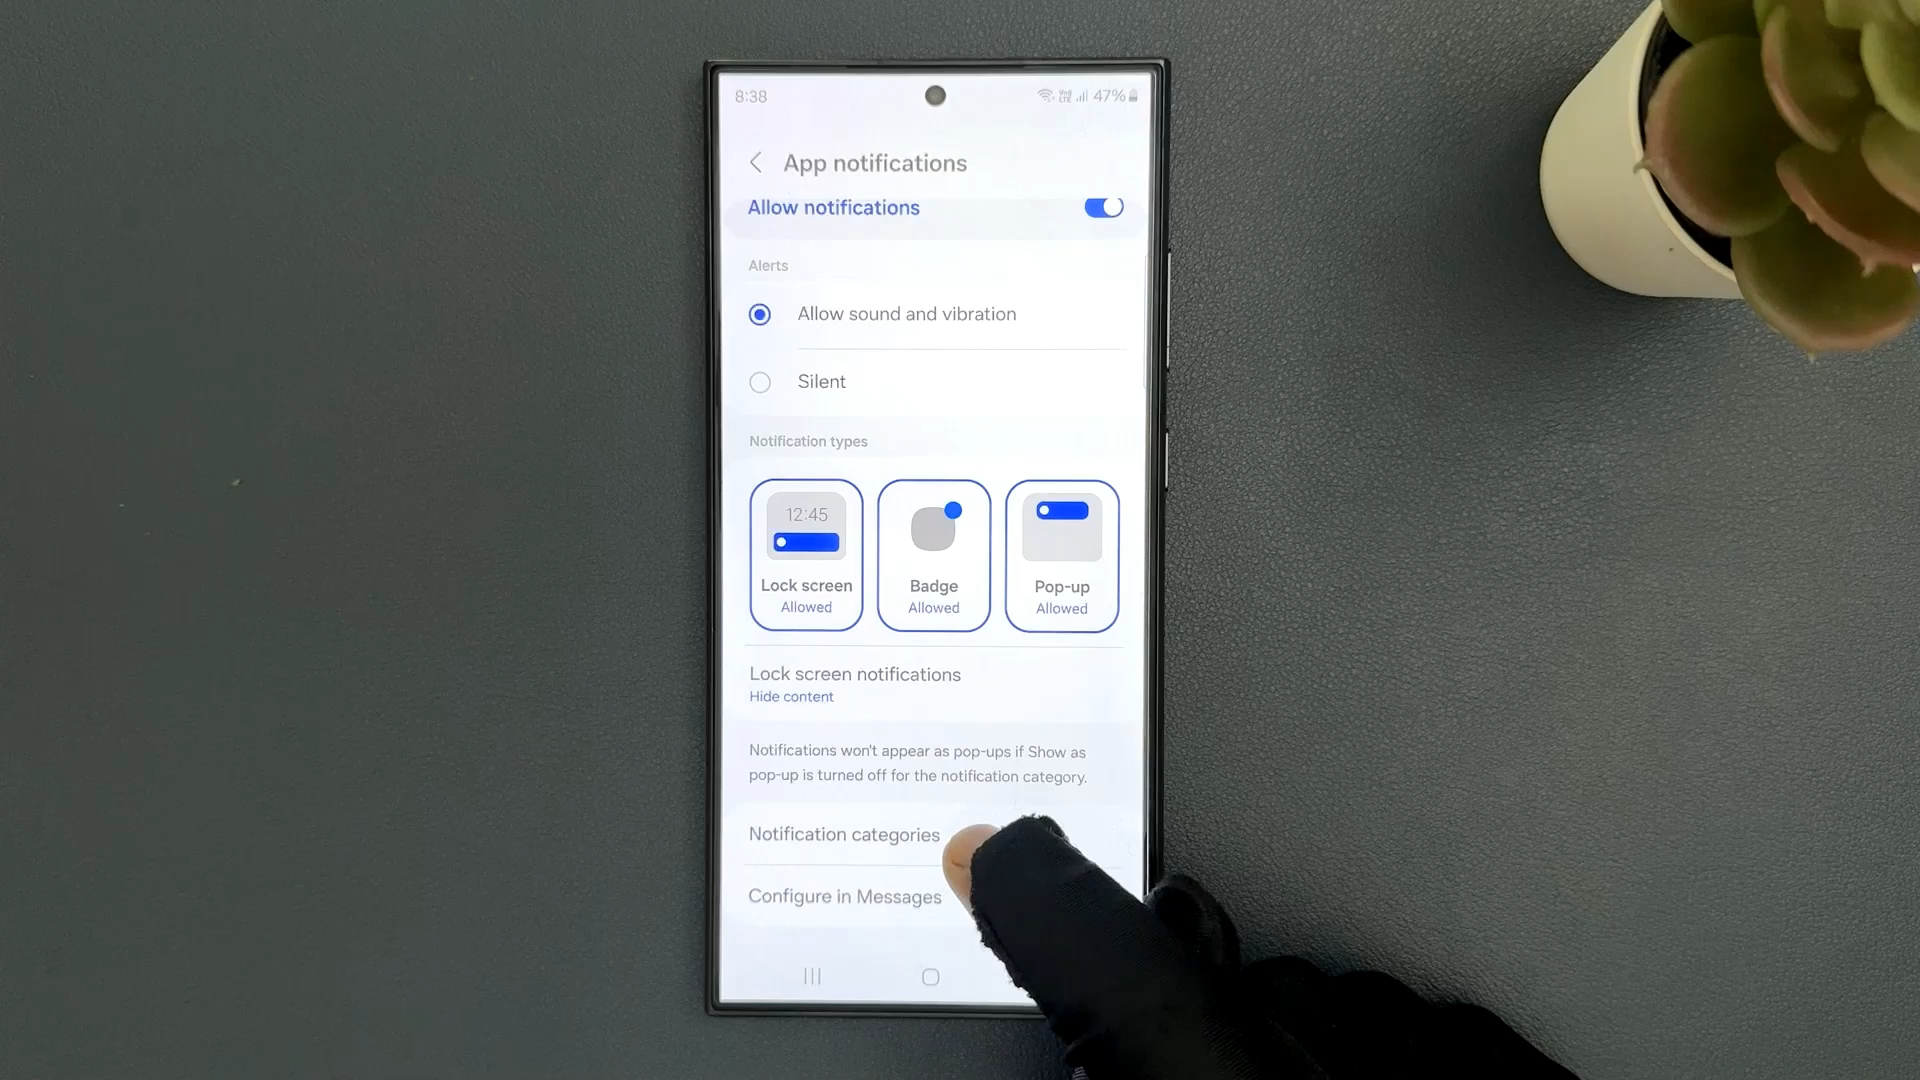 8:38
Vo)) LTE 47%
App notifications
Allow notifications
Alerts
Allow sound and vibration
Silent
Notification types
12:45
Lock screen
Allowed
Badge
Allowed
Pop-up
Allowed
Lock screen notifications
Hide content
Notifications won't appear as pop-ups if Show as
pop-up is turned off for the notification category.
Notification categories
Configure in Messages